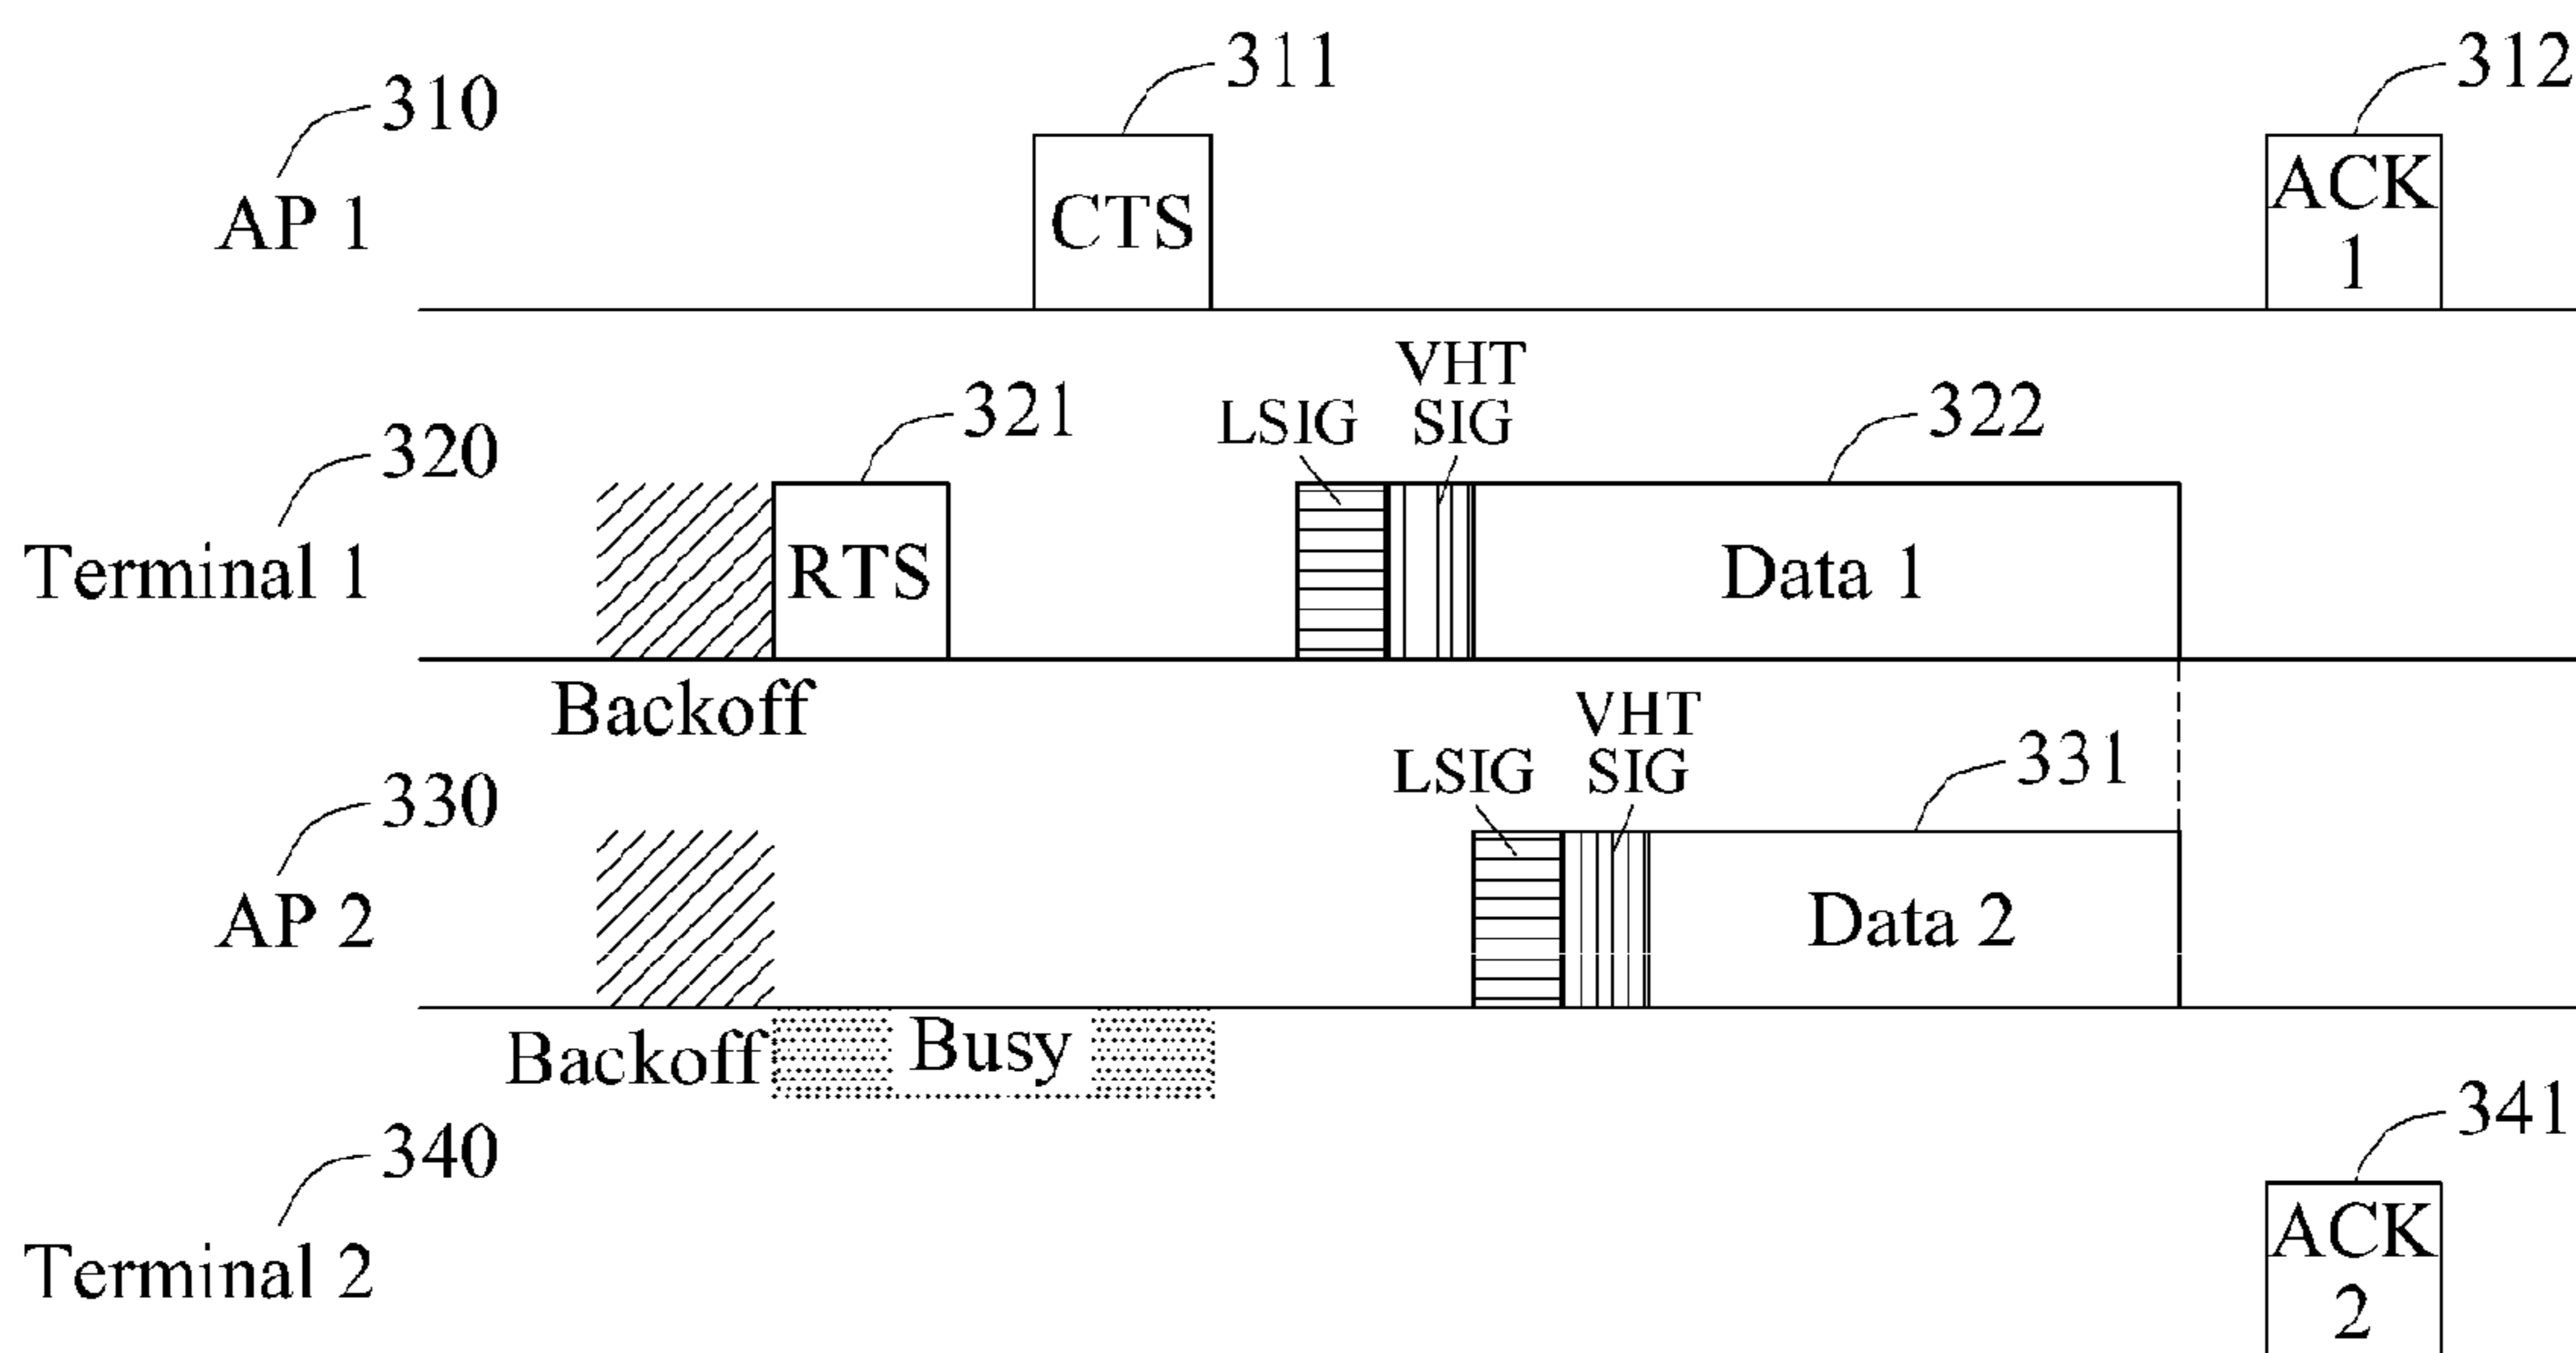 311
312
310
CTS
ACK
1
AP 1
VHT
LSIG SIG
321
322
320
RTS
Data 1
Terminal 1
Backoff
VHT
LSIG SIG
331
330
Data 2
AP 2
Backoff Busy
341
340
ACK
2
Terminal 2